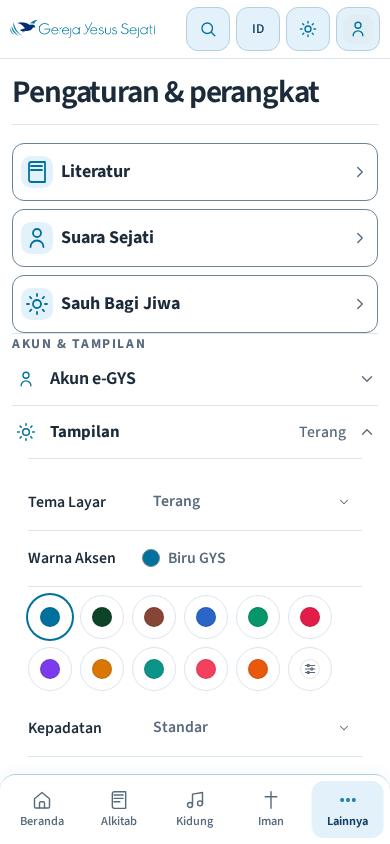 Gereja Yesus Sejati
ID
Pengaturan & perangkat
Literatur
Suara Sejati
Sauh Bagi Jiwa
AKUN & TAMPILAN
Akun e-GYS
Tampilan Terang
Tema Layar Terang
Warna Aksen Biru GYS
Kepadatan Standar
Beranda Alkitab Kidung Iman Lainnya